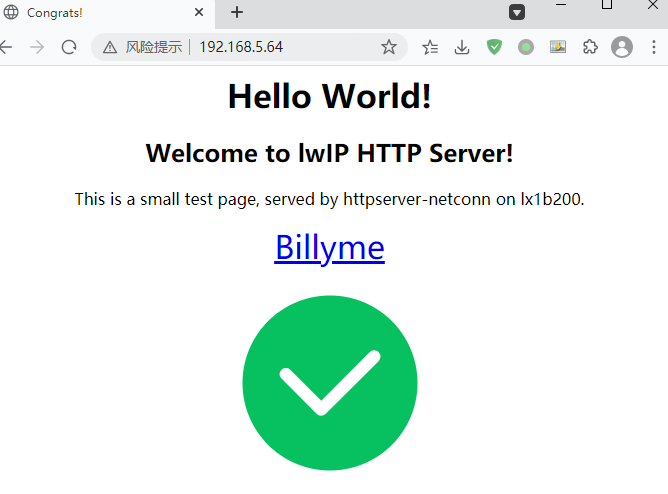 Congrats!
风险提示 192.168.5.64
Hello World!
Welcome to lwIP HTTP Server!
This is a small test page, served by httpserver-netconn on lx1b200.
Billyme